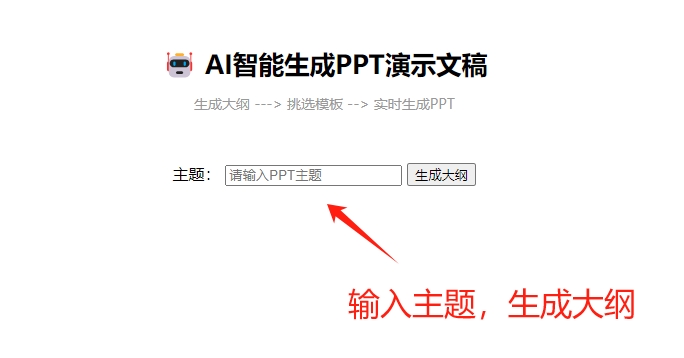 AI智能生成PPT演示文稿
生成大纲 ---> 挑选模板 --> 实时生成PPT
主题： 请输入PPT主题 生成大纲
输入主题，生成大纲